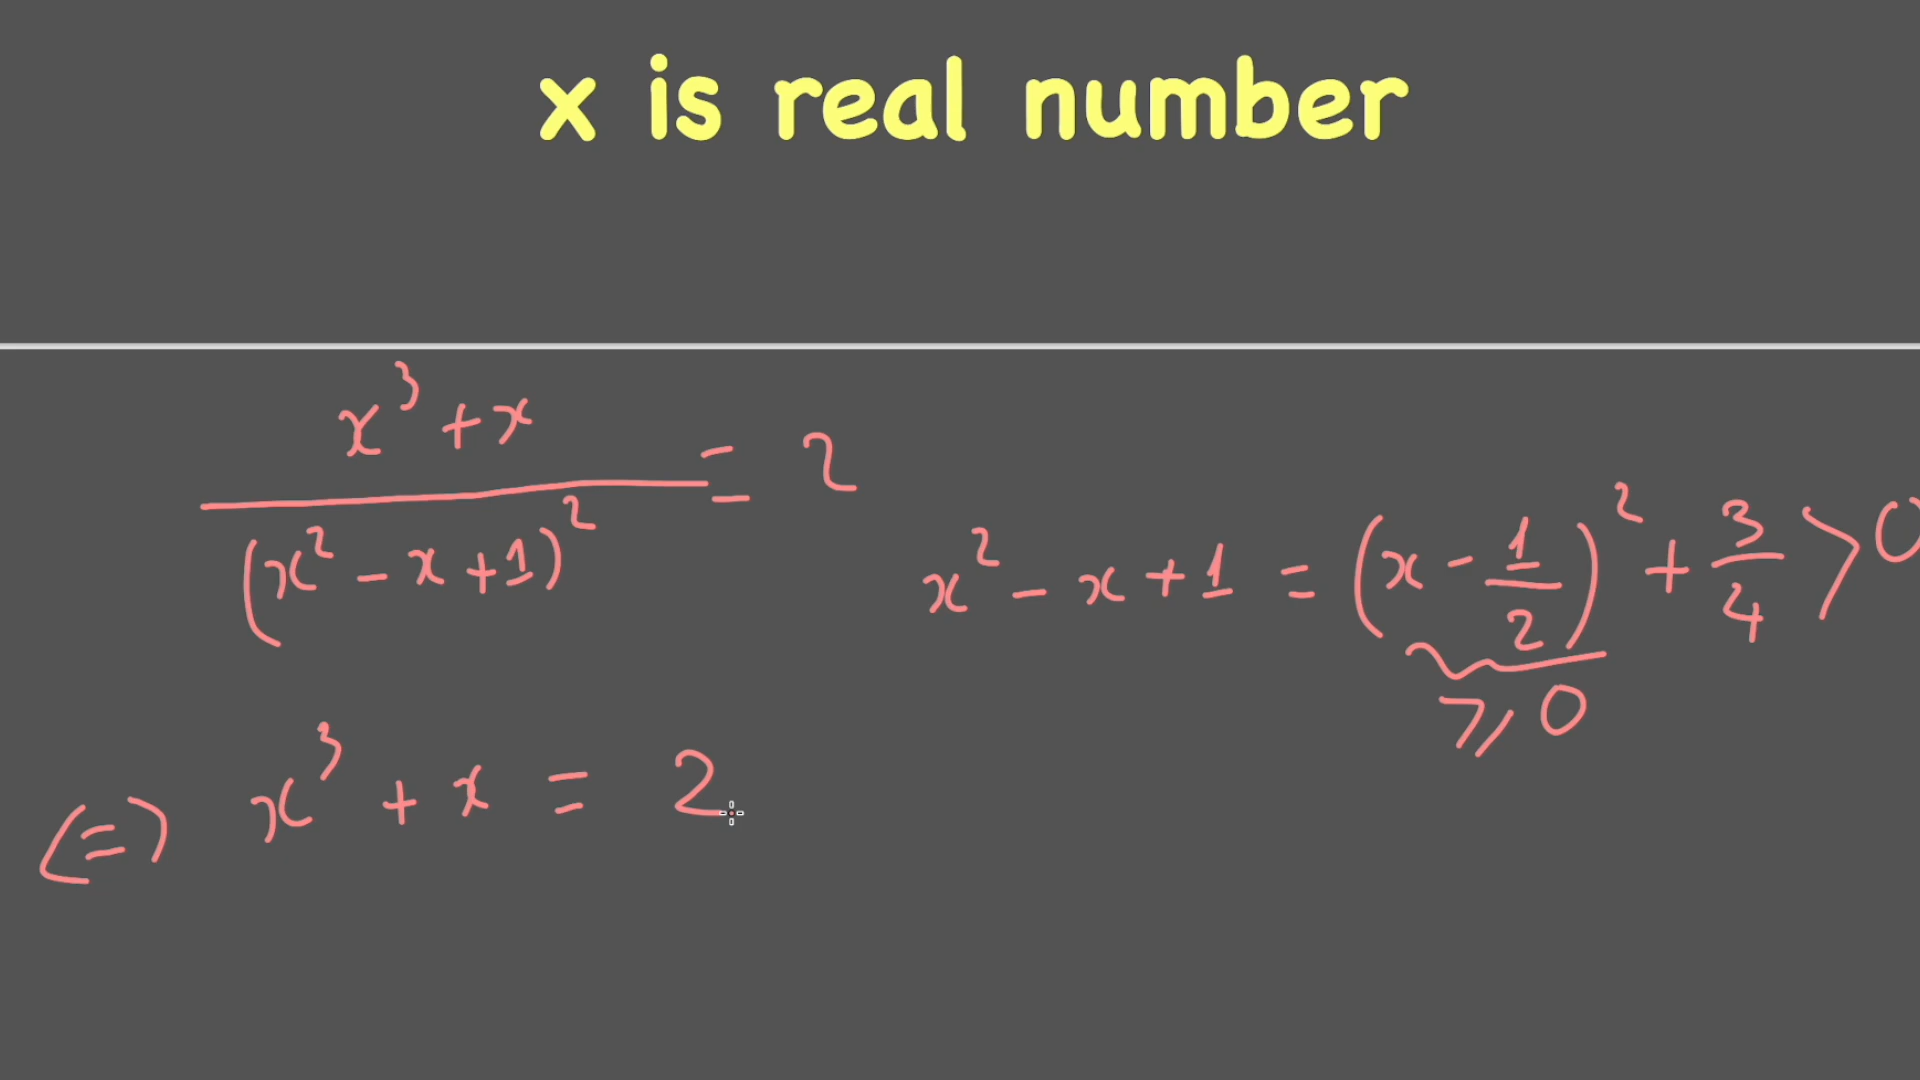 x is real number
x³ + x
――――― = 2
(x² - x + 1)²
x² - x + 1 = (x - 1/2)² + 3/4 > 0
⩾ 0
(=) x³ + x = 2